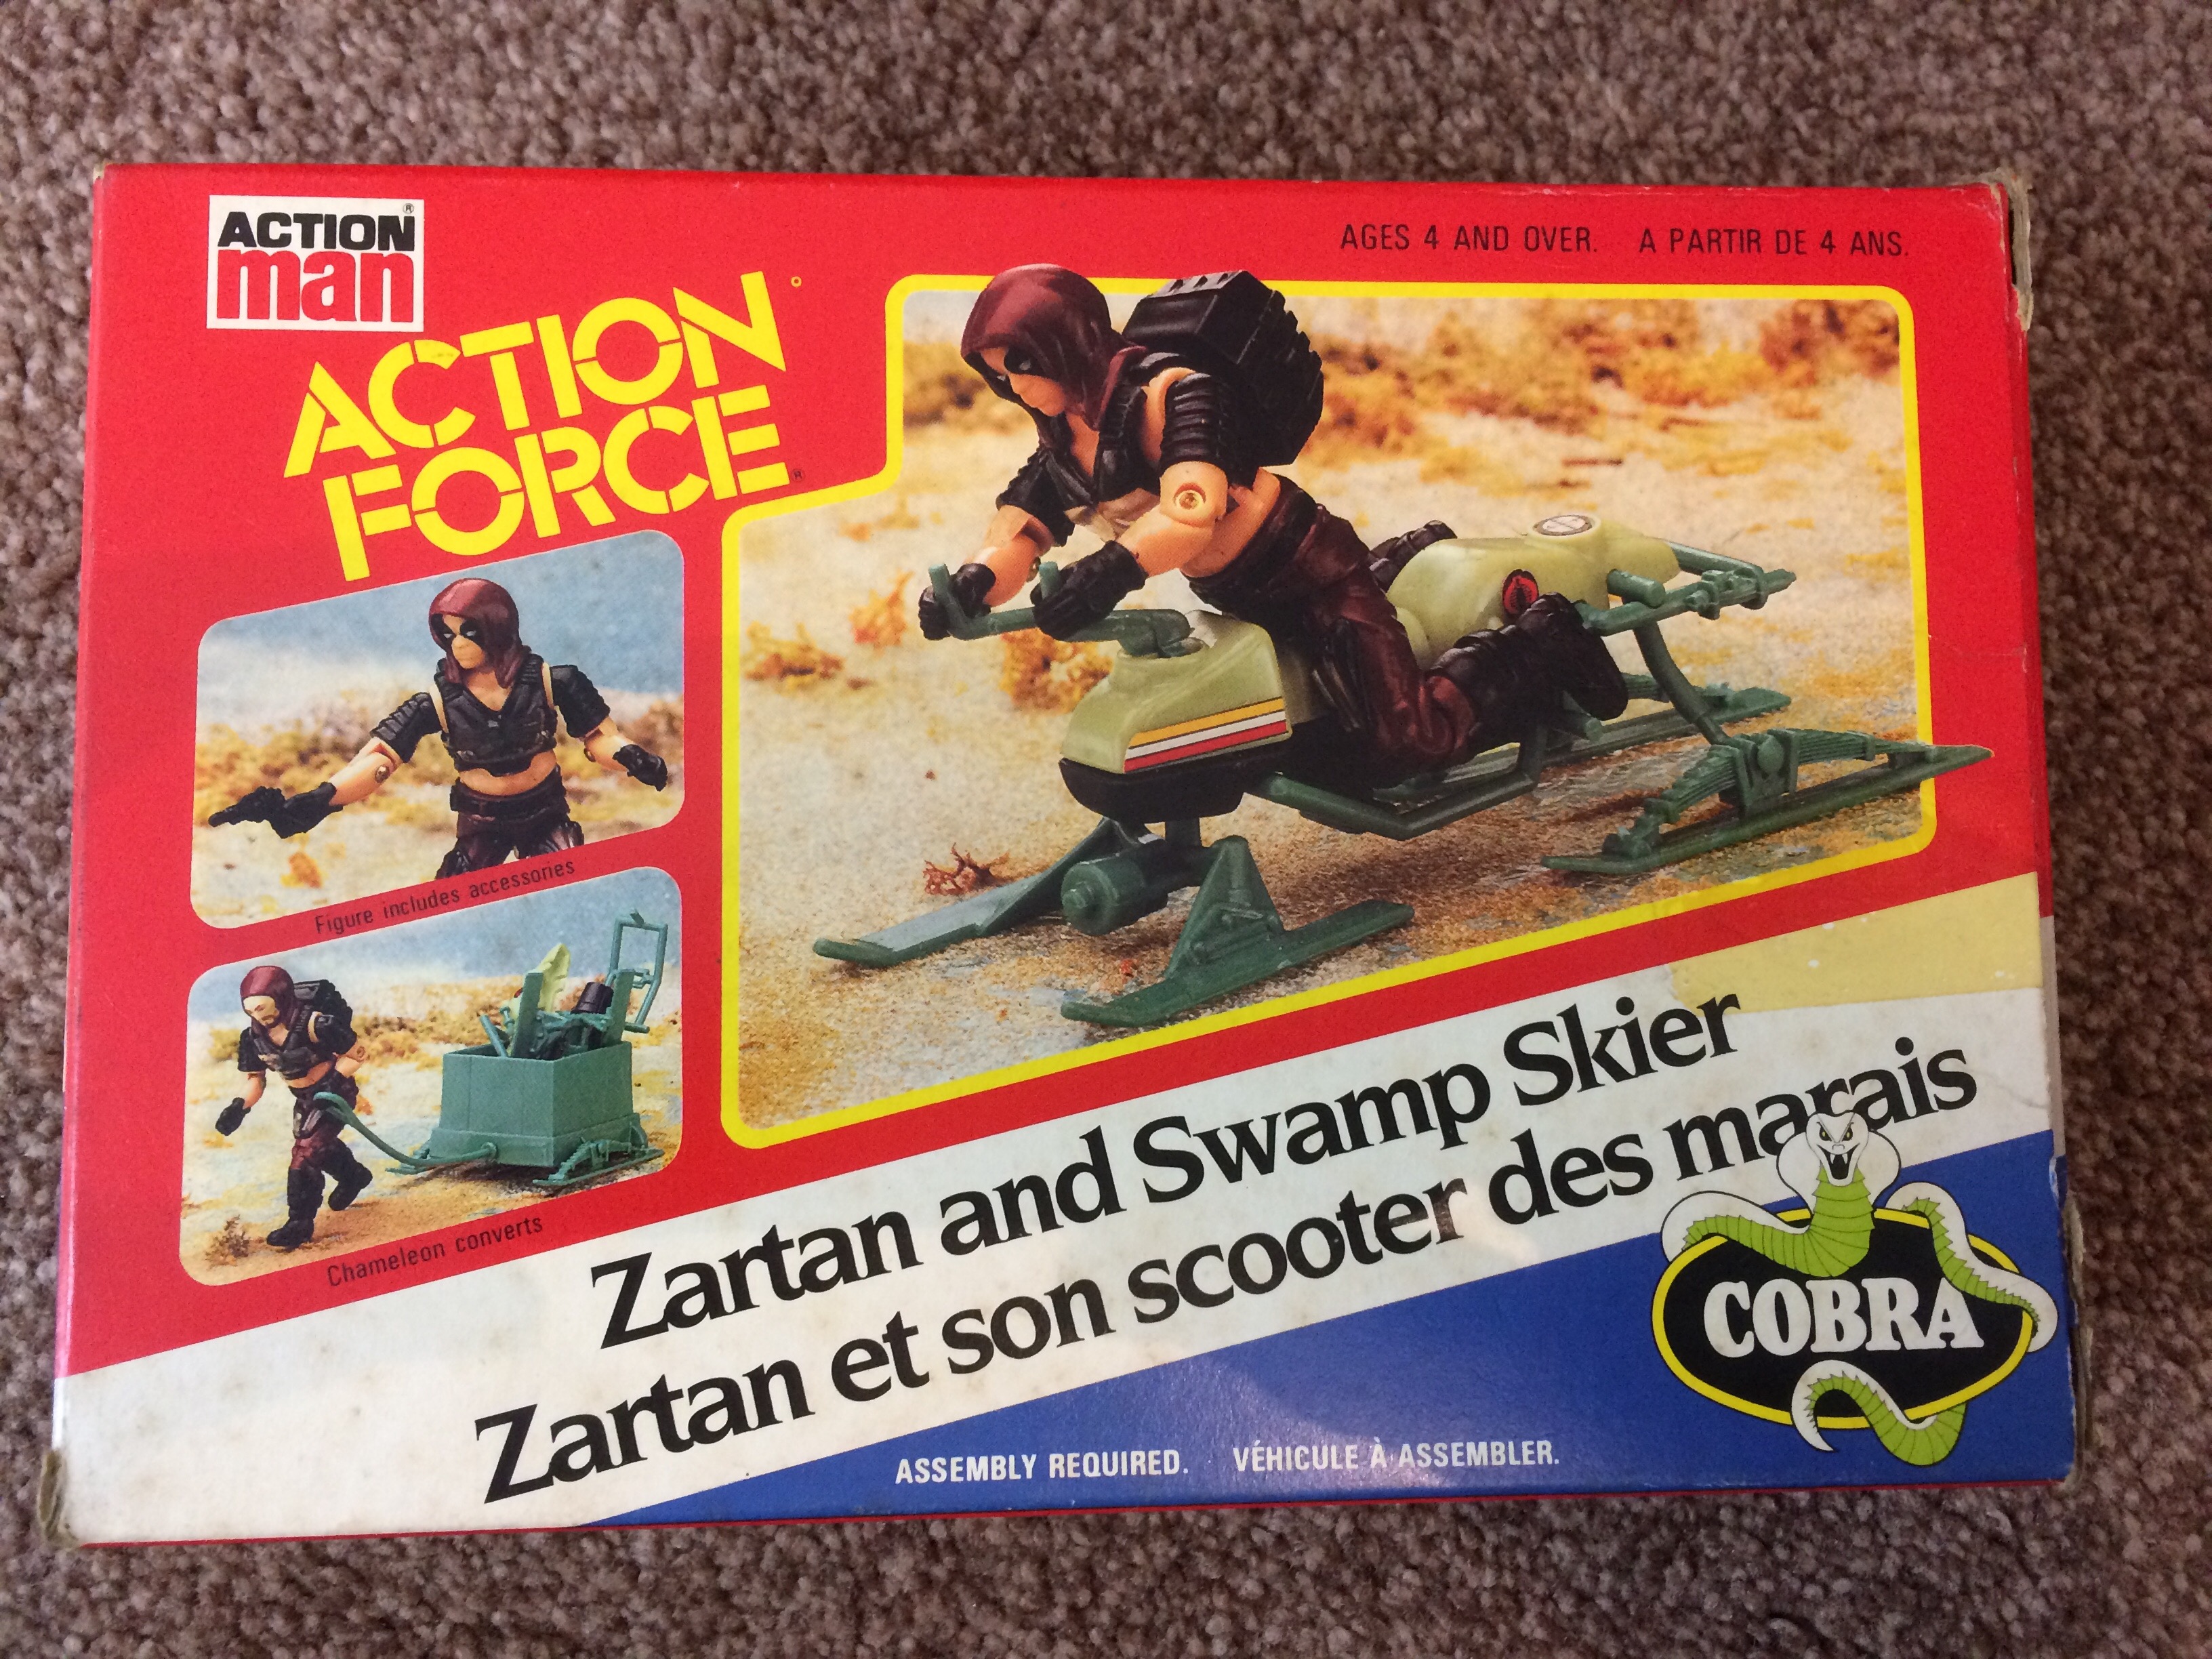 ACTION®
man
AGES 4 AND OVER. A PARTIR DE 4 ANS.
ACTION
FORCE®
Figure includes accessories
Chameleon converts
Zartan and Swamp Skier
Zartan et son scooter des marais
COBRA
ASSEMBLY REQUIRED. VÉHICULE À ASSEMBLER.